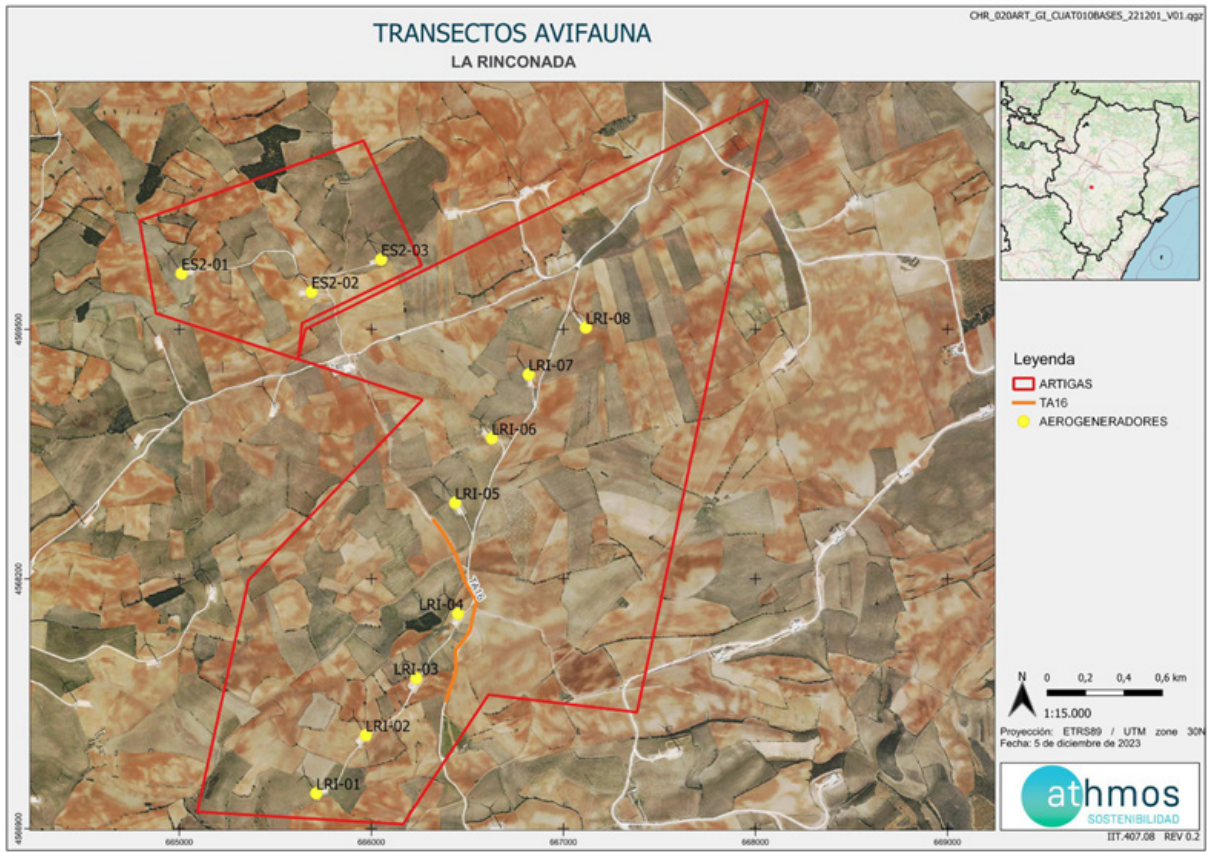 CHR_020ART_GI_CUAT010BASES_221201_V01.qgz
TRANSECTOS AVIFAUNA
LA RINCONADA
ES2-03
ES2-01
ES2-02
LRI-08
LRI-07
LRI-06
LRI-05
TA16
LRI-04
LRI-03
LRI-02
LRI-01
4569500
4568200
4566900
665000
666000
667000
668000
669000
Leyenda
ARTIGAS
TA16
AEROGENERADORES
N
0 0,2 0,4 0,6 km
1:15.000
Proyección: ETRS89 / UTM zone 30N
Fecha: 5 de diciembre de 2023
athmos
SOSTENIBILIDAD
IIT.407.08 REV 0.2